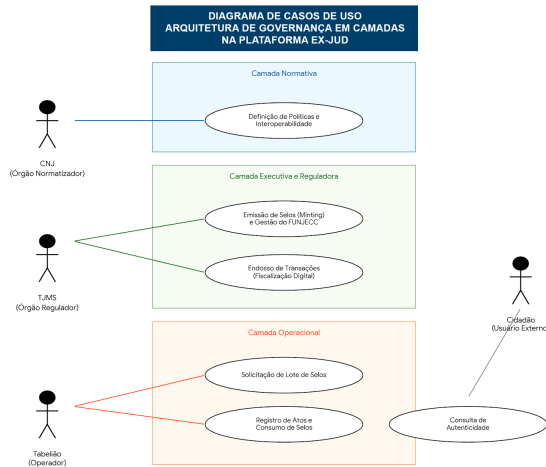 DIAGRAMA DE CASOS DE USO
ARQUITETURA DE GOVERNANÇA EM CAMADAS
NA PLATAFORMA EX-JUD
Camada Normativa
Definição de Políticas e
Interoperabilidade
CNJ
(Órgão Normatizador)
Camada Executiva e Reguladora
Emissão de Selos (Minting)
e Gestão do FUNJECC
Endosso de Transações
(Fiscalização Digital)
TJMS
(Órgão Regulador)
Cidadão
(Usuário Externo
Camada Operacional
Solicitação de Lote de Selos
Registro de Atos e
Consumo de Selos
Tabelião
(Operador)
Consulta de
Autenticidade